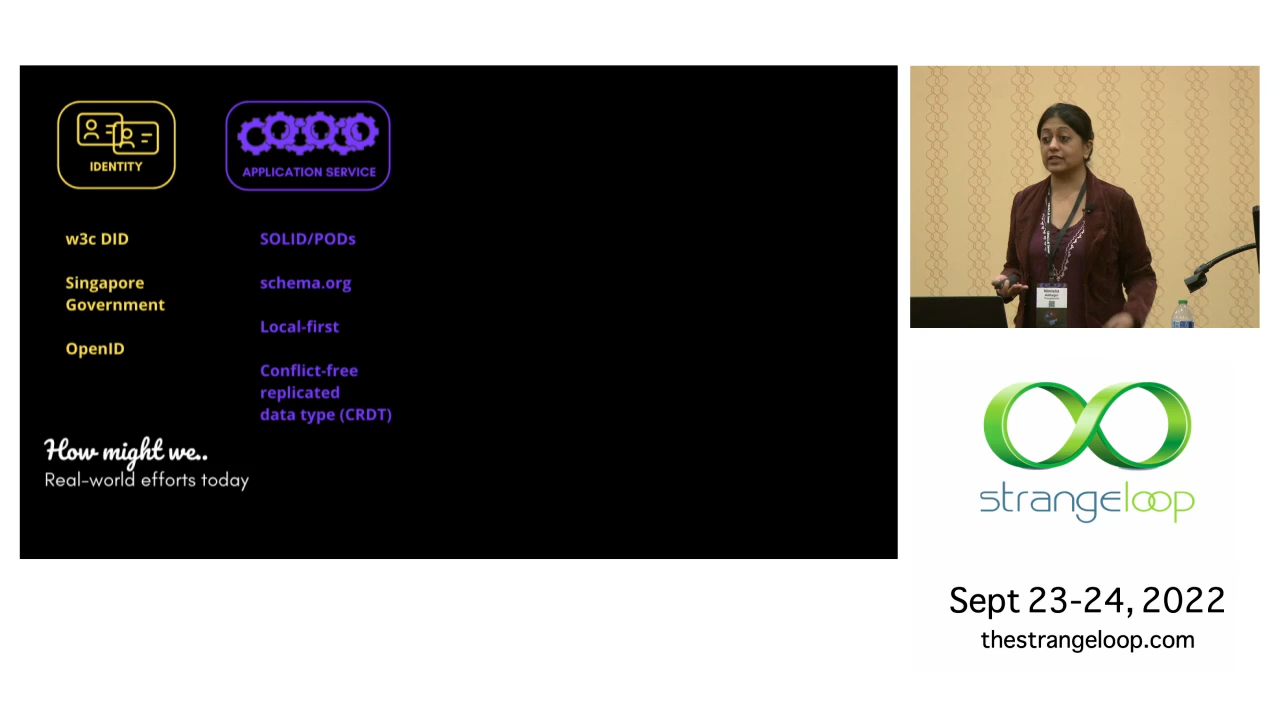 IDENTITY
APPLICATION SERVICE
w3c DID
Singapore
Government
OpenID
SOLID/PODs
schema.org
Local-first
Conflict-free
replicated
data type (CRDT)
How might we..
Real-world efforts today
strangeloop
Sept 23-24, 2022
thestrangeloop.com